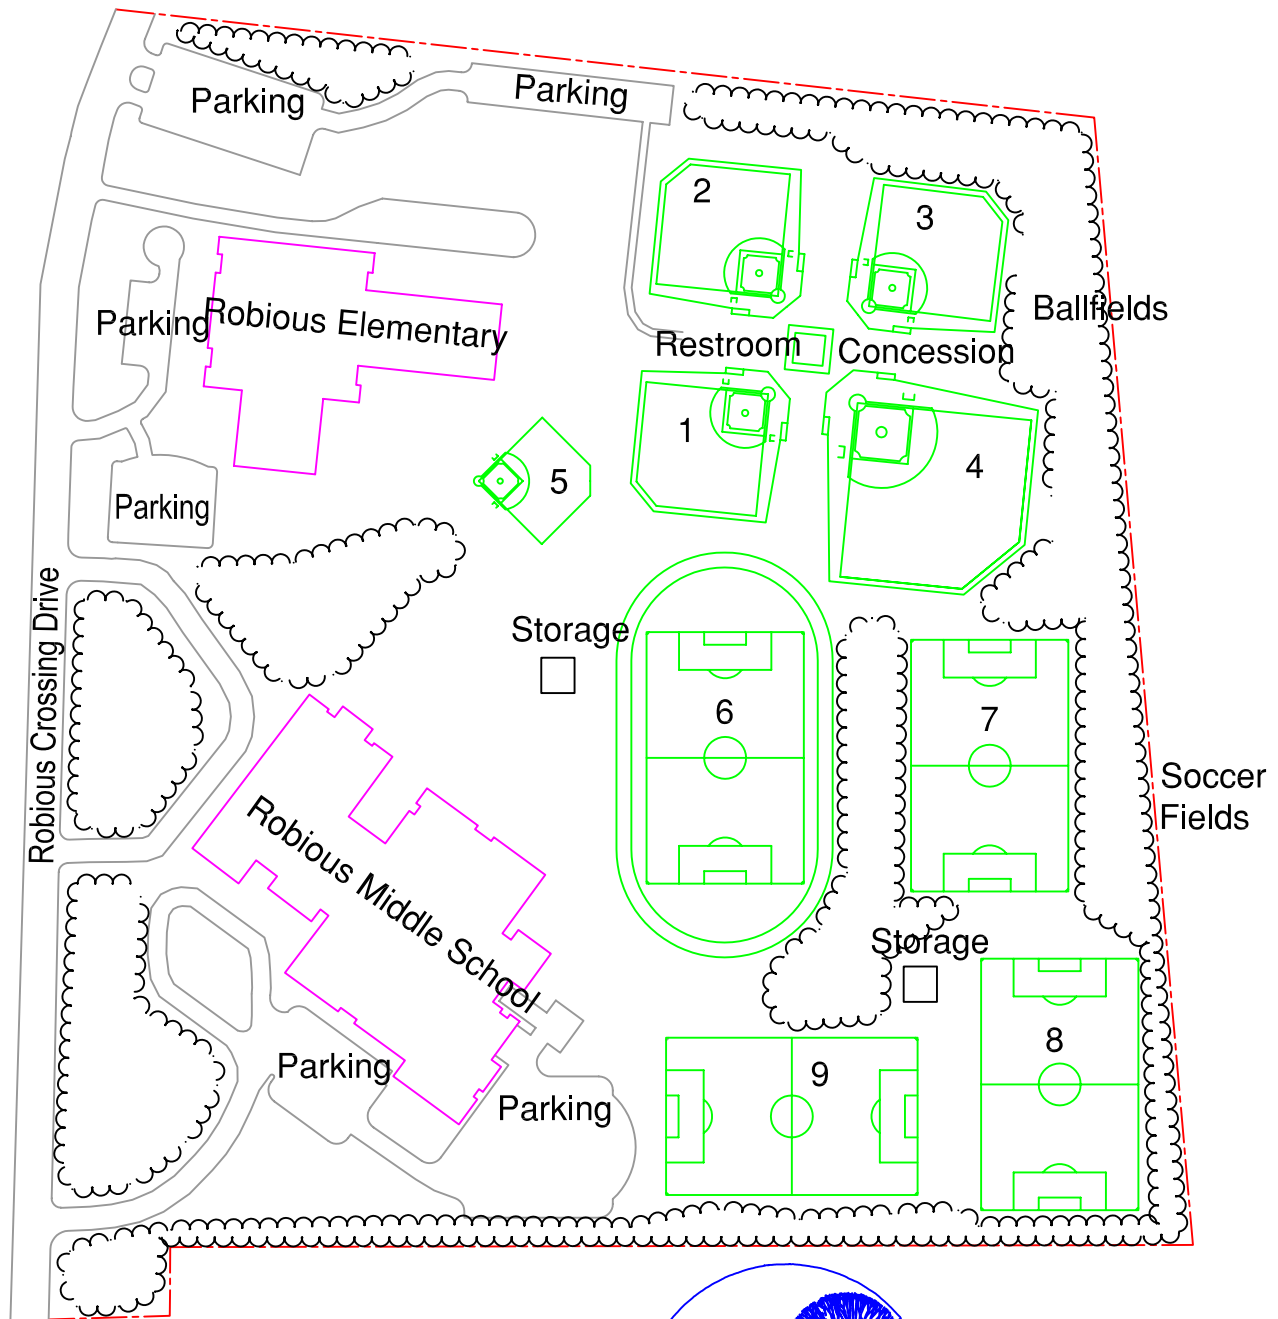 Parking
Parking
2
3
Parking
Robious Elementary
Ballfields
Restroom
Concession
1
4
5
Parking
Robious Crossing Drive
Storage
6
7
Soccer
Fields
Robious Middle School
Storage
8
9
Parking
Parking